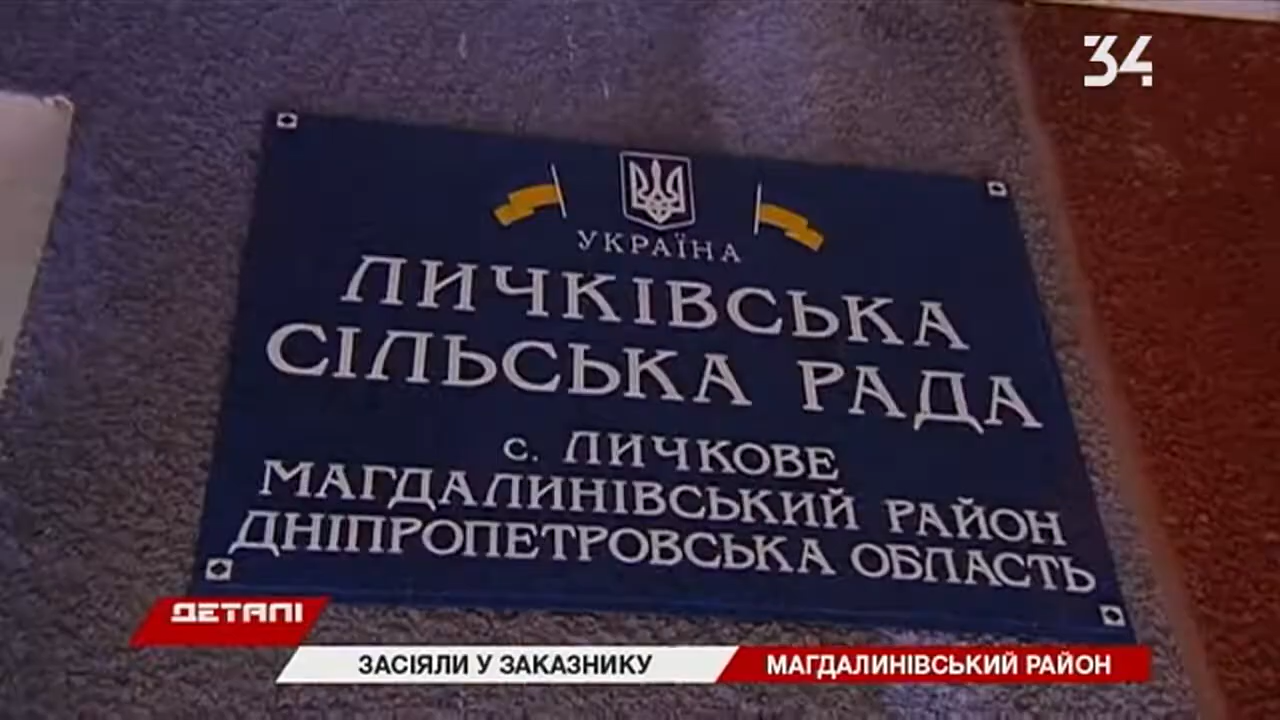 34
УКРАЇНА
ЛИЧКІВСЬКА
СІЛЬСЬКА РАДА
с. ЛИЧКОВЕ
МАГДАЛИНІВСЬКИЙ РАЙОН
ДНІПРОПЕТРОВСЬКА ОБЛАСТЬ
ДЕТАЛІ
ЗАСІЯЛИ У ЗАКАЗНИКУ
МАГДАЛИНІВСЬКИЙ РАЙОН